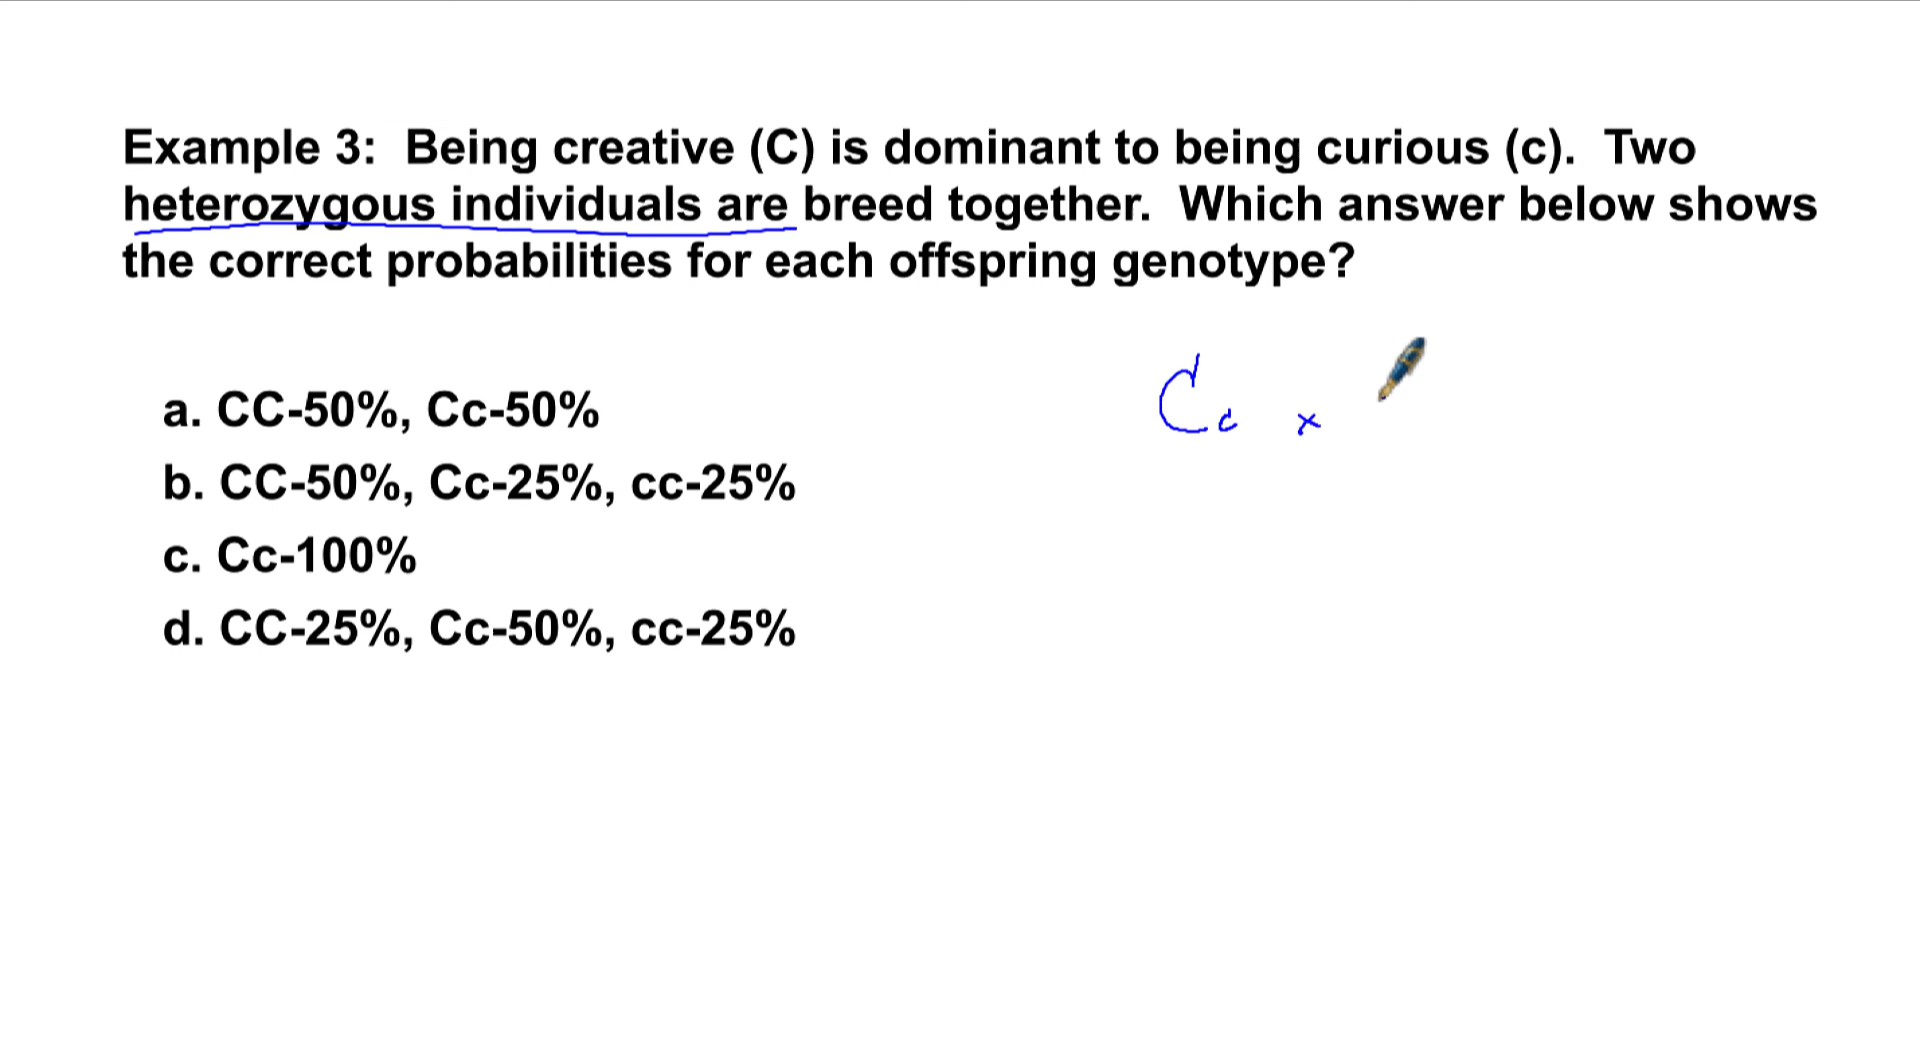 Example 3:  Being creative (C) is dominant to being curious (c).  Two
heterozygous individuals are breed together.  Which answer below shows
the correct probabilities for each offspring genotype?
a. CC-50%, Cc-50%
Cc x
b. CC-50%, Cc-25%, cc-25%
c. Cc-100%
d. CC-25%, Cc-50%, cc-25%